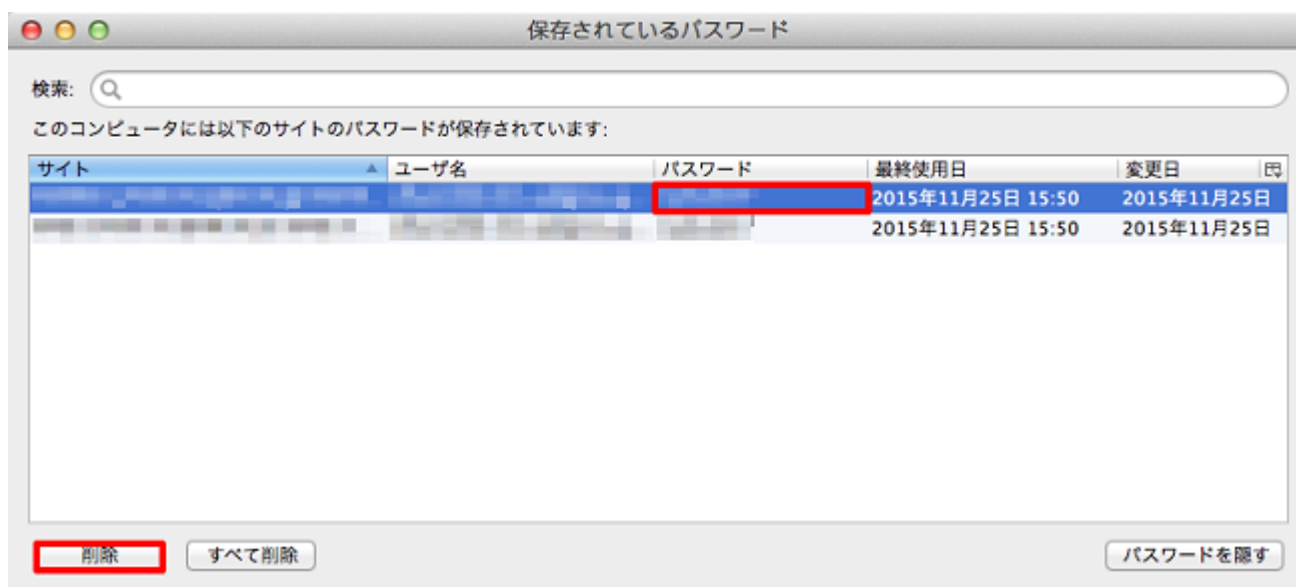 保存されているパスワード
検索:
このコンピュータには以下のサイトのパスワードが保存されています:
サイト ユーザ名 パスワード 最終使用日 変更日
2015年11月25日 15:50 2015年11月25日
2015年11月25日 15:50 2015年11月25日
削除 すべて削除 パスワードを隠す